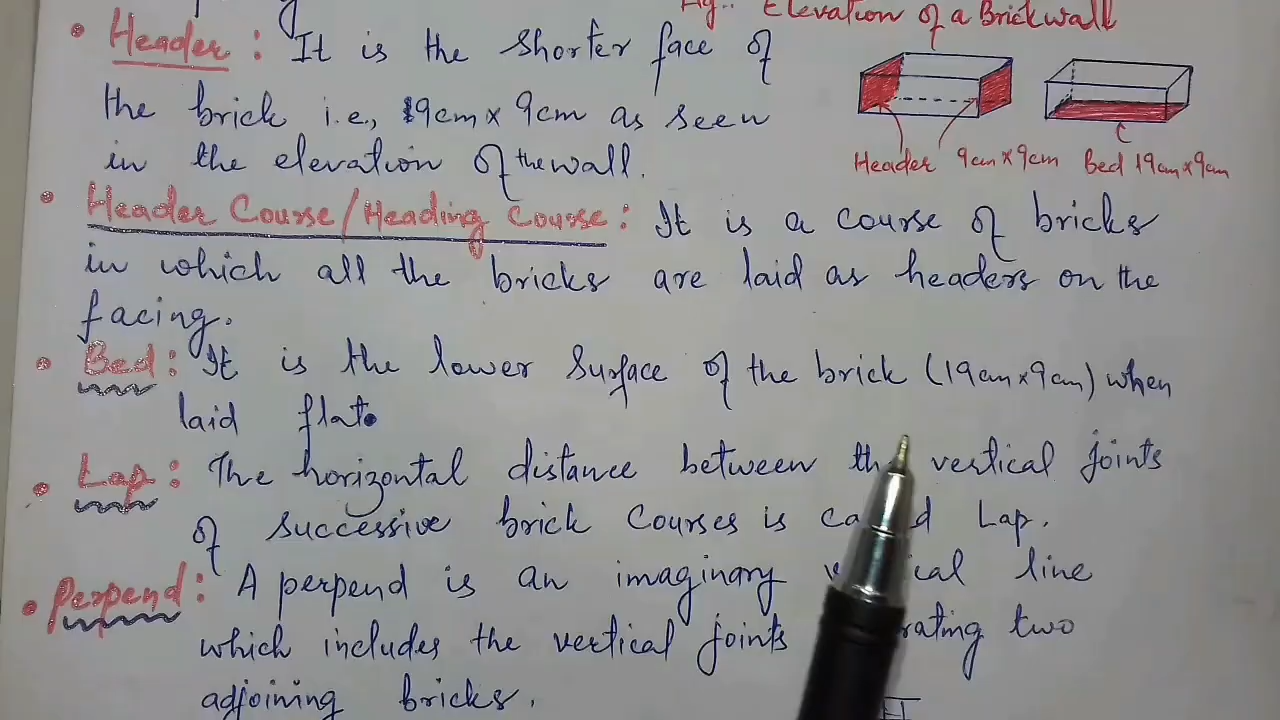 Fig.: Elevation of a Brickwall
• Header: It is the shorter face of
the brick i.e., 9cm x 9cm as seen
in the elevation of the wall.
Header 9cm x 9cm Bed 19cm x 9cm
• Header Course/Heading Course: It is a course of bricks
in which all the bricks are laid as headers on the
facing.
• Bed: It is the lower surface of the brick (19cm x 9cm) when
laid flat.
• Lap: The horizontal distance between the vertical joints
of successive brick courses is Lap.
• Perpend: A perpend is an imaginary line
which includes the vertical joints two
adjoining bricks.